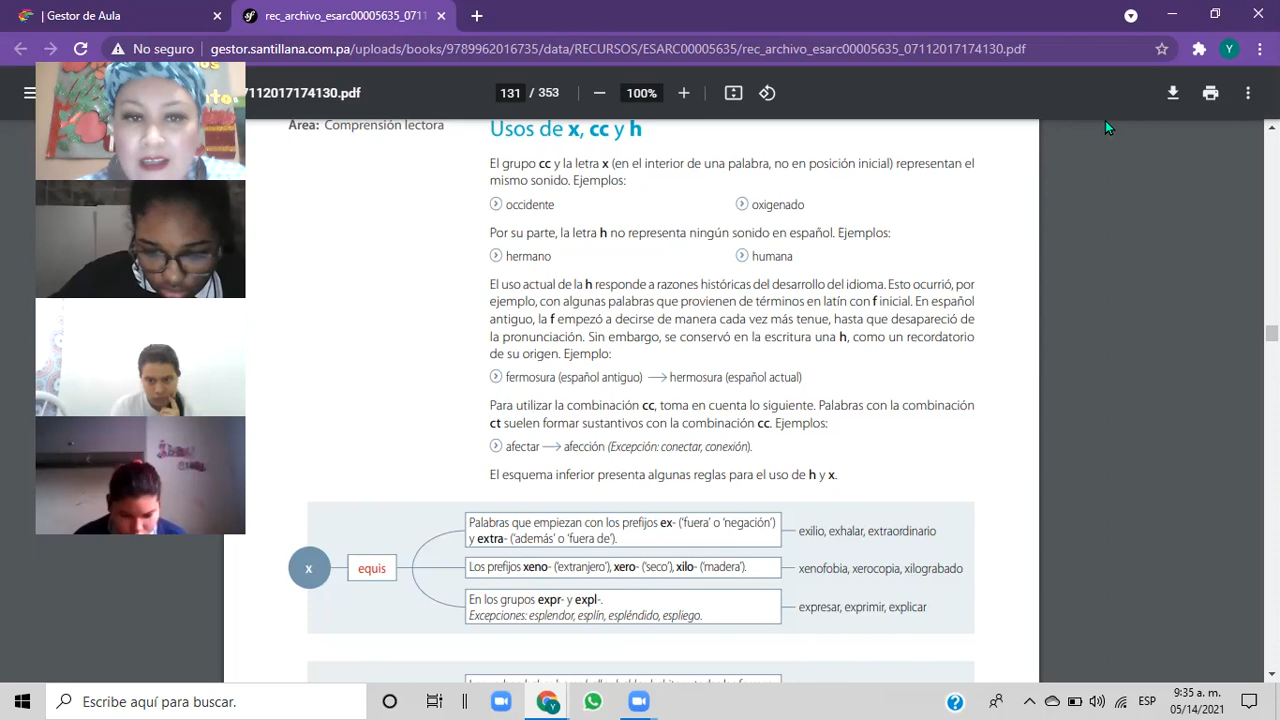 Gestor de Aula
rec_archivo_esarc00005635_0711
No seguro
gestor.santillana.com.pa/uploads/books/9789962016735/data/RECURSOS/ESARC00005635/rec_archivo_esarc00005635_07112017174130.pdf
Y
112017174130.pdf
131 / 353
100%
Área: Comprensión lectora
Usos de x, cc y h
El grupo cc y la letra x (en el interior de una palabra, no en posición inicial) representan el
mismo sonido. Ejemplos:
occidente
oxigenado
Por su parte, la letra h no representa ningún sonido en español. Ejemplos:
hermano
humana
El uso actual de la h responde a razones históricas del desarrollo del idioma. Esto ocurrió, por
ejemplo, con algunas palabras que provienen de términos en latín con f inicial. En español
antiguo, la f empezó a decirse de manera cada vez más tenue, hasta que desapareció de
la pronunciación. Sin embargo, se conservó en la escritura una h, como un recordatorio
de su origen. Ejemplo:
fermosura (español antiguo) → hermosura (español actual)
Para utilizar la combinación cc, toma en cuenta lo siguiente. Palabras con la combinación
ct suelen formar sustantivos con la combinación cc. Ejemplos:
afectar → afección (Excepción: conectar, conexión).
El esquema inferior presenta algunas reglas para el uso de h y x.
x
equis
Palabras que empiezan con los prefijos ex- ('fuera' o 'negación')
y extra- ('además' o 'fuera de').
exilio, exhalar, extraordinario
Los prefijos xeno- ('extranjero'), xero- ('seco'), xilo- ('madera').
xenofobia, xerocopia, xilograbado
En los grupos expr- y expl-.
Excepciones: esplendor, esplín, espléndido, espliego.
expresar, exprimir, explicar
Escribe aquí para buscar.
ESP
9:35 a. m.
05/14/2021